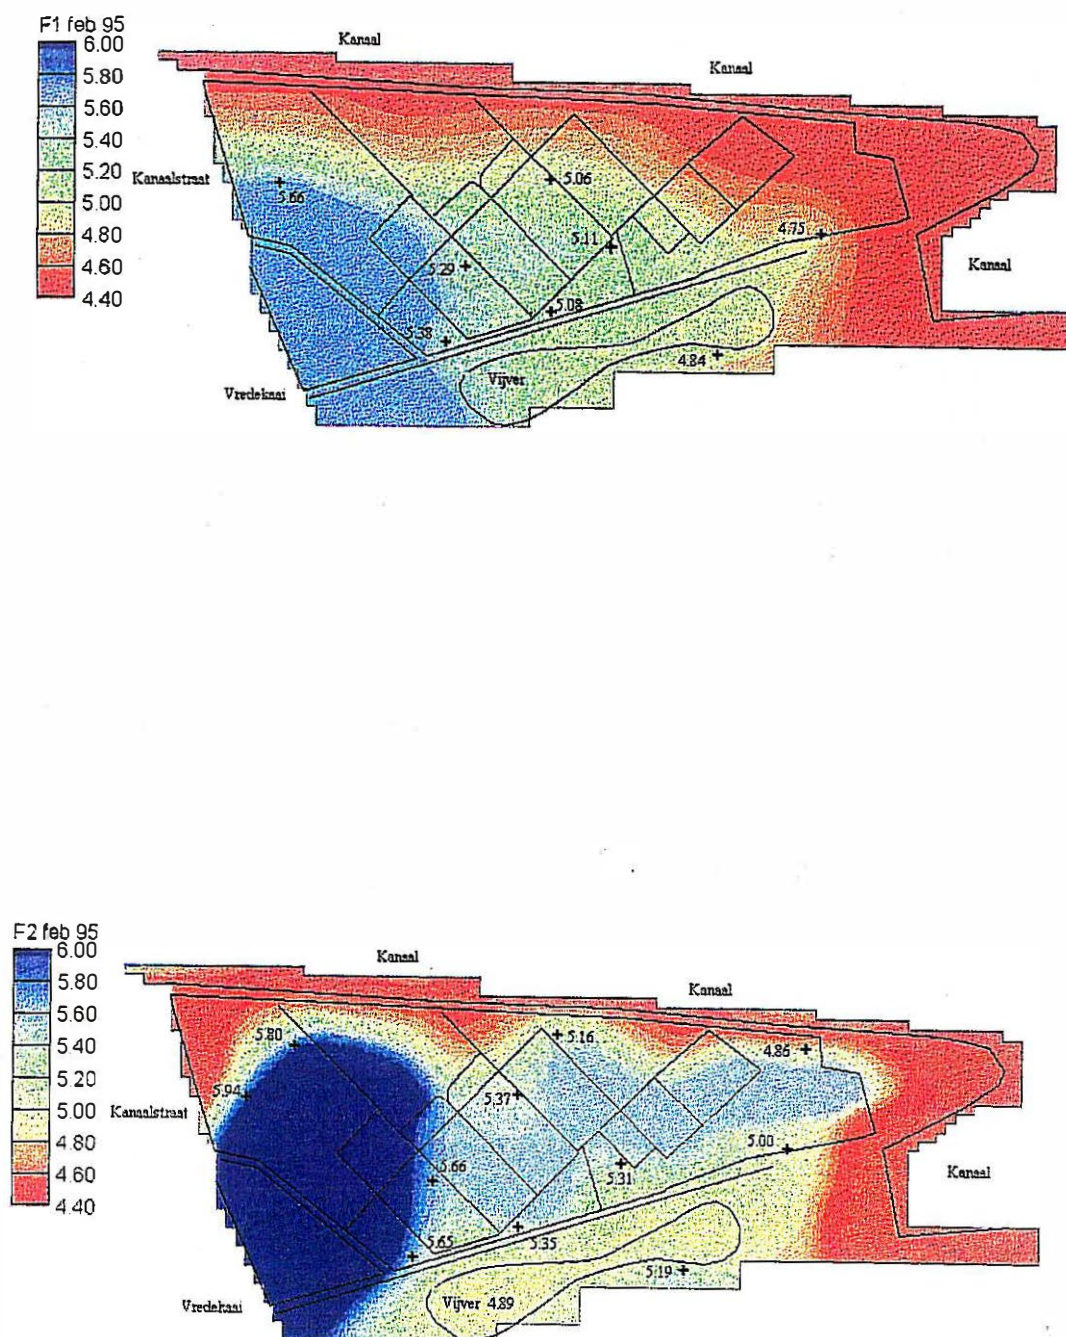 F1 feb 95
6.00
5.80
5.60
5.40
5.20
5.00
4.80
4.60
4.40
Kanaal
Kanaal
Kanaalstraat
5.66
5.06
5.11
4.75
5.29
Kanaal
5.08
5.38
4.84
Vijver
Vredekaai
F2 feb 95
6.00
5.80
5.60
5.40
5.20
5.00
4.80
4.60
4.40
Kanaal
Kanaal
5.80
5.16
4.86
5.94
5.37
Kanaalstraat
5.00
5.66
5.31
Kanaal
5.65
5.35
5.19
Vijver 4.89
Vredekaai